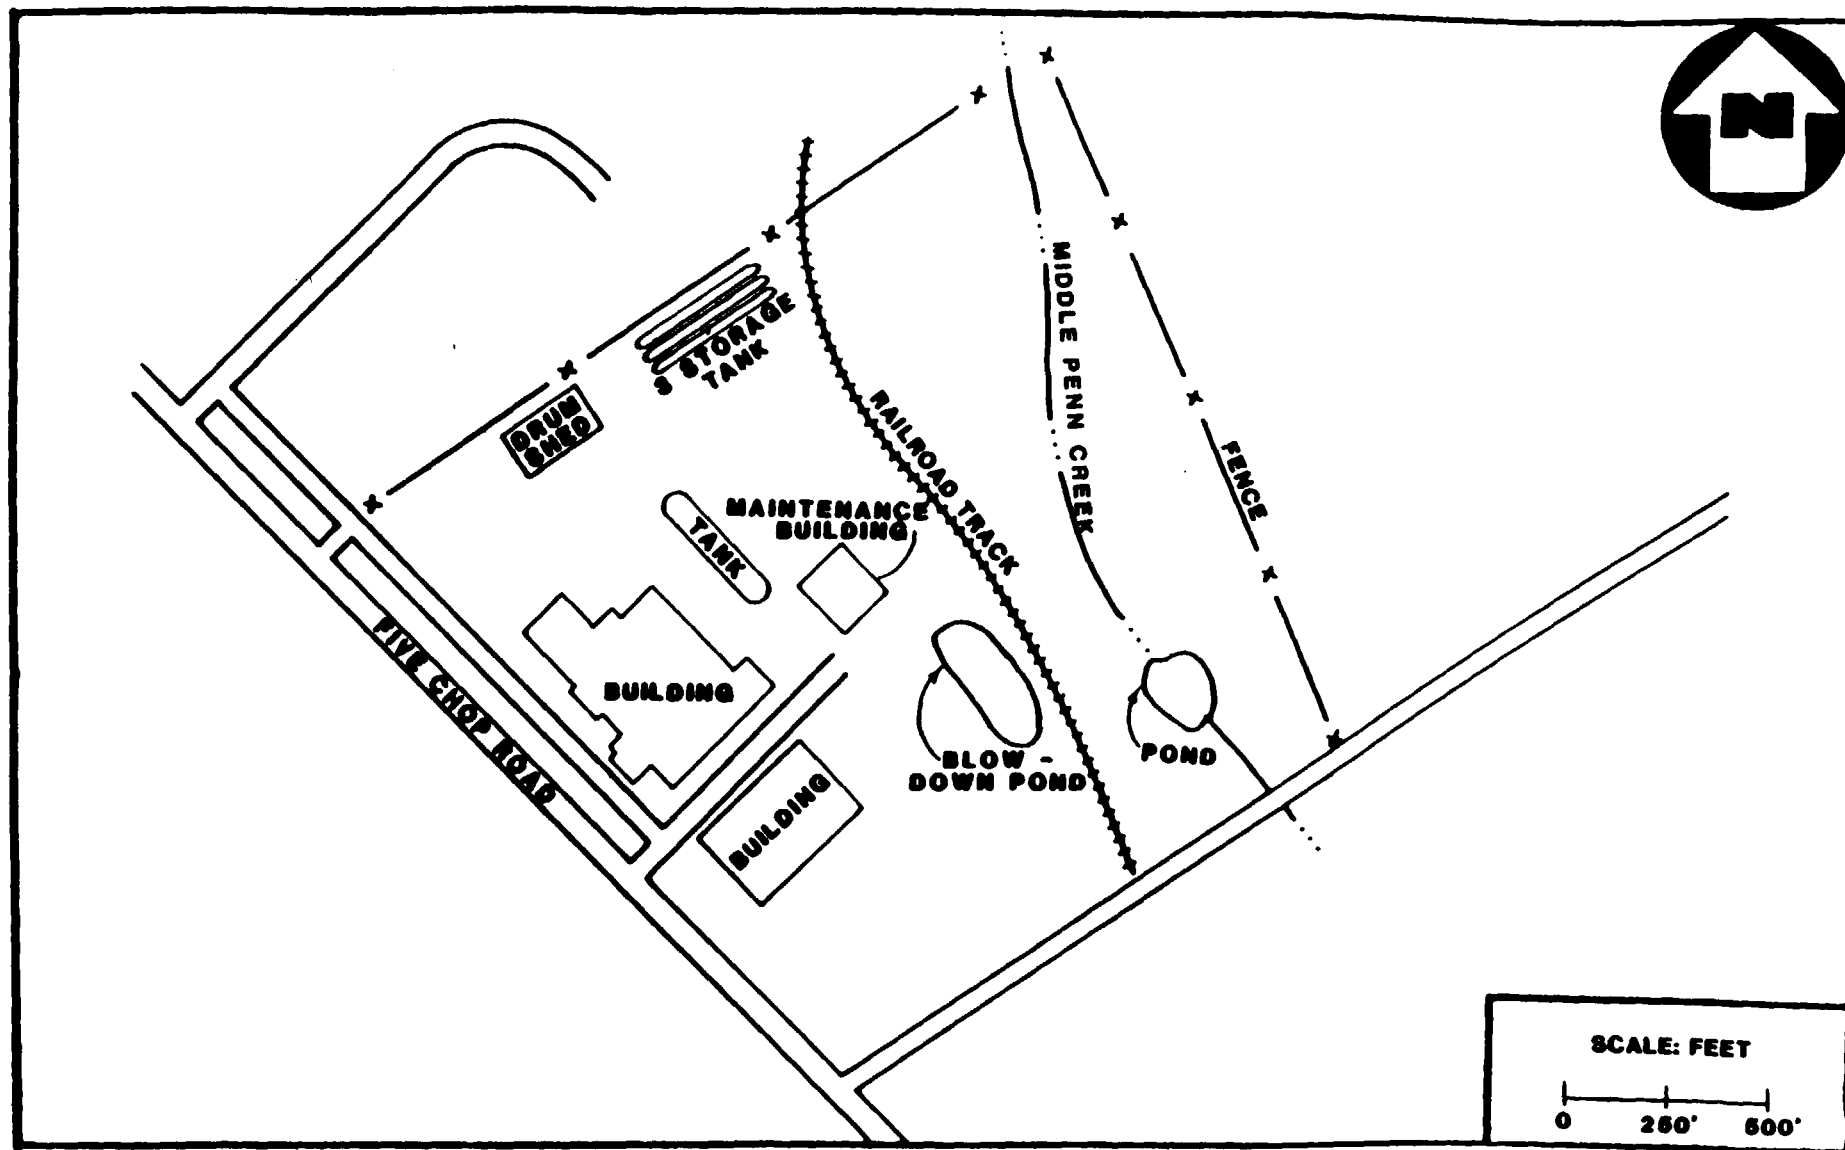 N
MIDDLE PENN CREEK
3 STORAGE
TANK
RAILROAD TRACK
DRUM
SHED
FENCE
MAINTENANCE
BUILDING
TANK
FIVE CHOP ROAD
BUILDING
BLOW -
DOWN POND
POND
BUILDING
SCALE: FEET
0 250' 500'